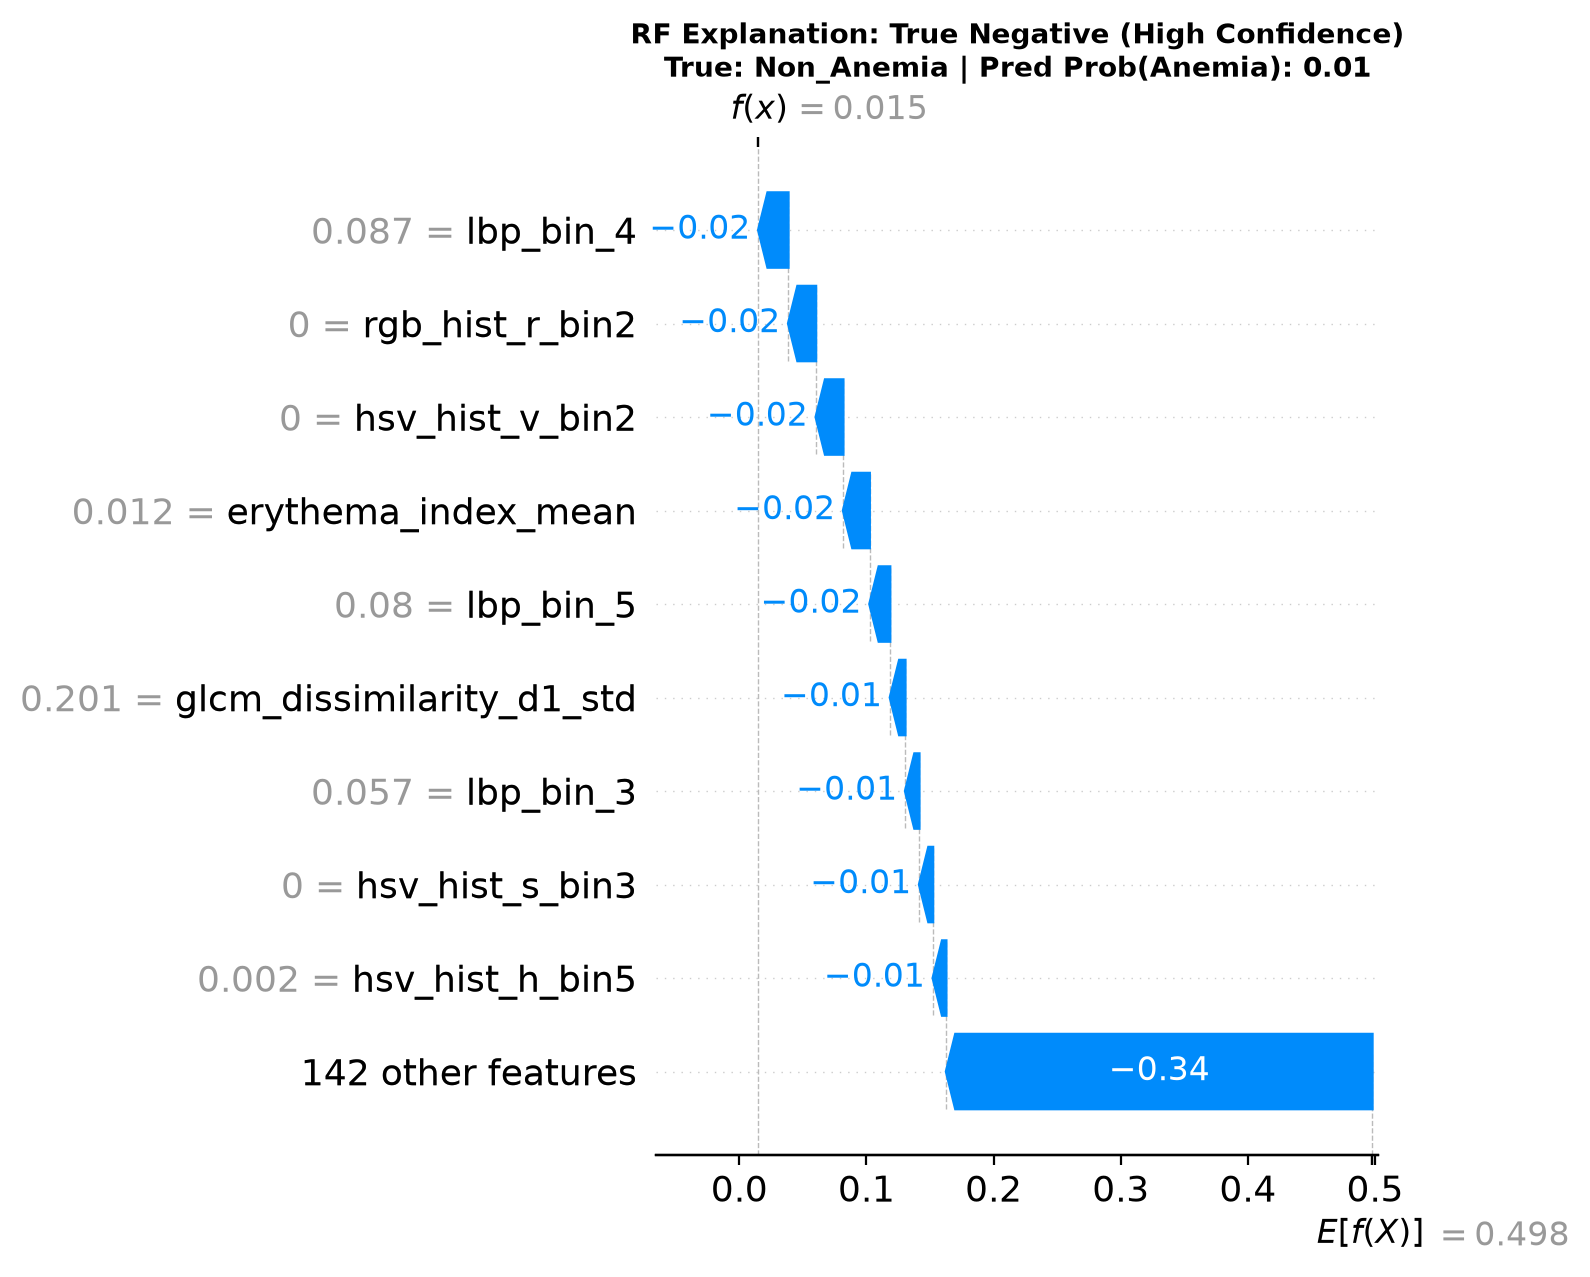 RF Explanation: True Negative (High Confidence)
True: Non_Anemia | Pred Prob(Anemia): 0.01
f(x) = 0.015
0.087 = lbp_bin_4 −0.02
0 = rgb_hist_r_bin2 −0.02
0 = hsv_hist_v_bin2 −0.02
0.012 = erythema_index_mean −0.02
0.08 = lbp_bin_5 −0.02
0.201 = glcm_dissimilarity_d1_std −0.01
0.057 = lbp_bin_3 −0.01
0 = hsv_hist_s_bin3 −0.01
0.002 = hsv_hist_h_bin5 −0.01
142 other features −0.34
0.0 0.1 0.2 0.3 0.4 0.5
E[f(X)] = 0.498